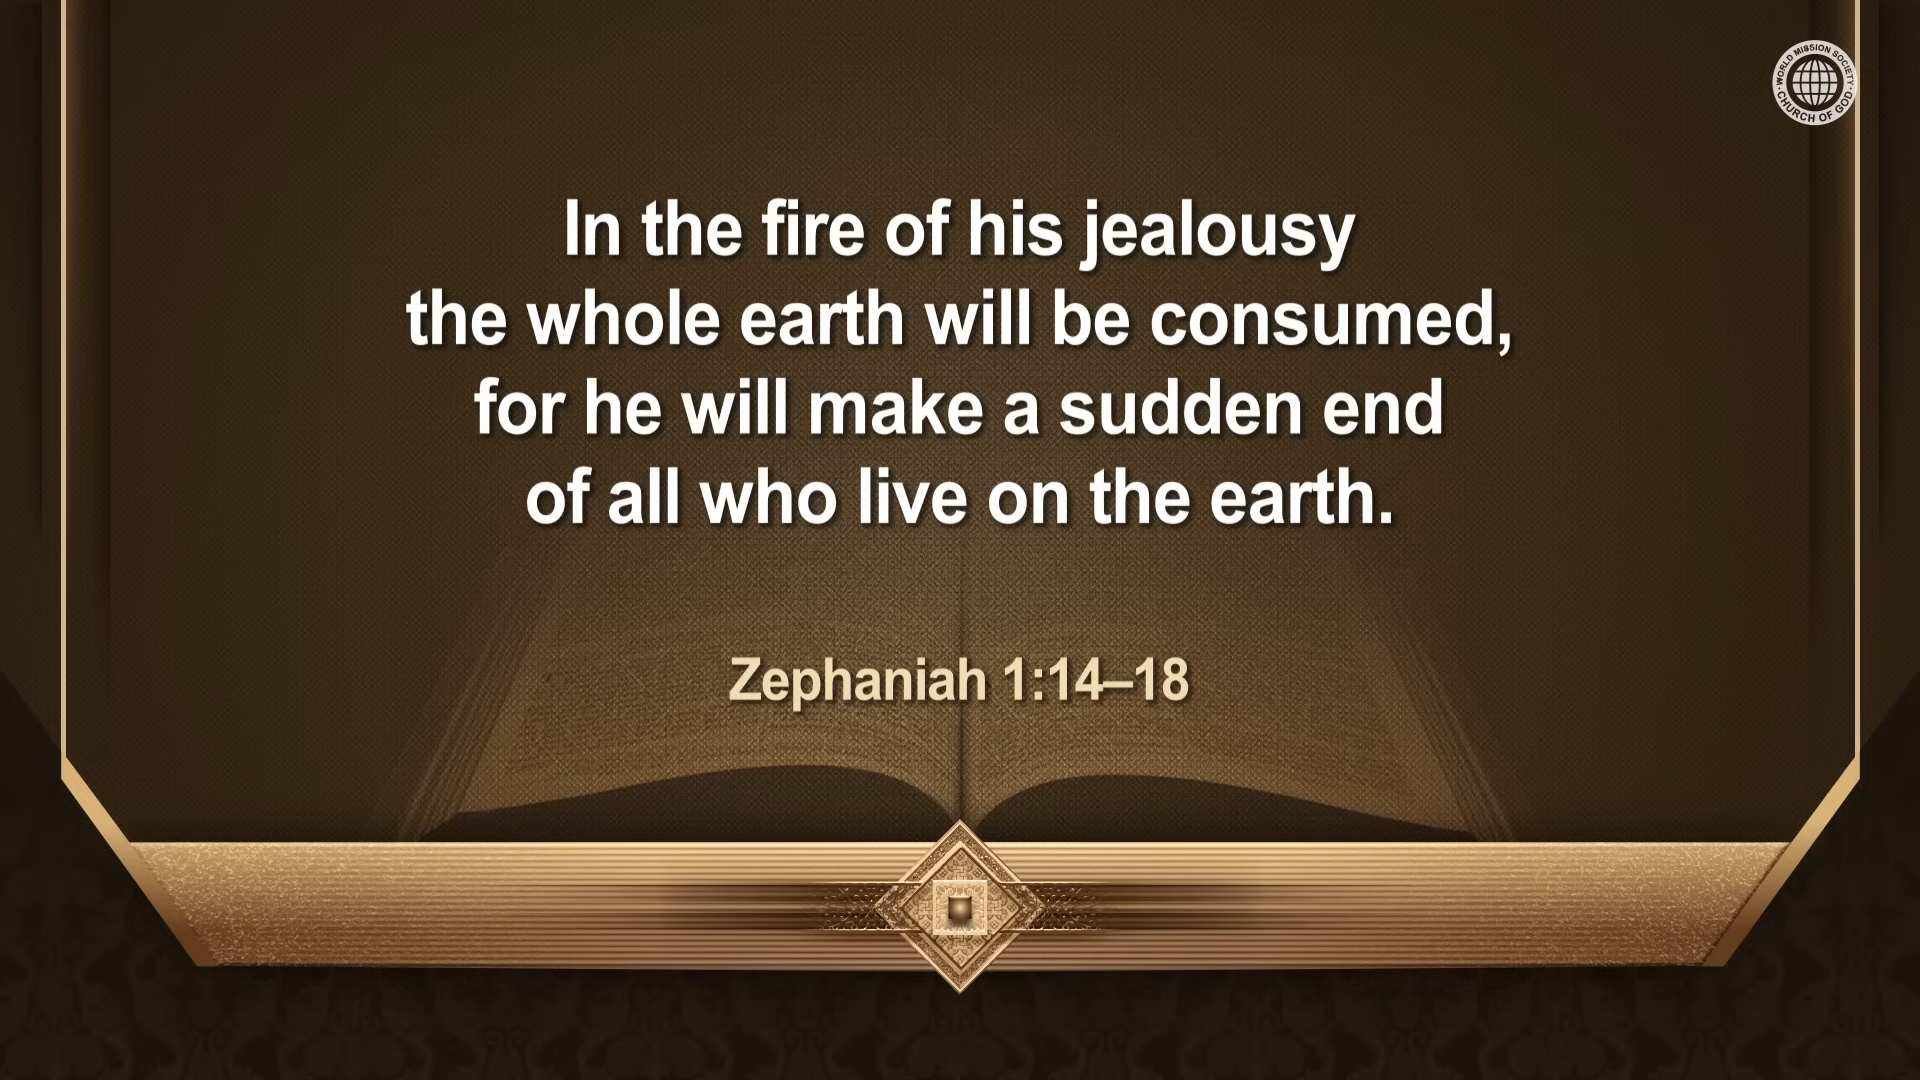 WORLD MISSION SOCIETY
CHURCH OF GOD
In the fire of his jealousy
the whole earth will be consumed,
for he will make a sudden end
of all who live on the earth.
Zephaniah 1:14–18